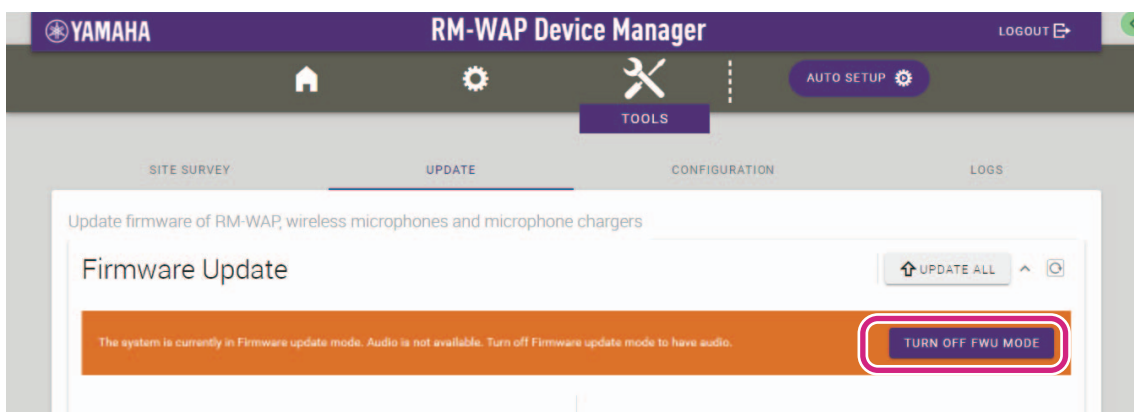 YAMAHA
RM-WAP Device Manager
LOGOUT
AUTO SETUP
TOOLS
SITE SURVEY
UPDATE
CONFIGURATION
LOGS
Update firmware of RM-WAP, wireless microphones and microphone chargers
Firmware Update
UPDATE ALL
The system is currently in Firmware update mode. Audio is not available. Turn off Firmware update mode to have audio.
TURN OFF FWU MODE